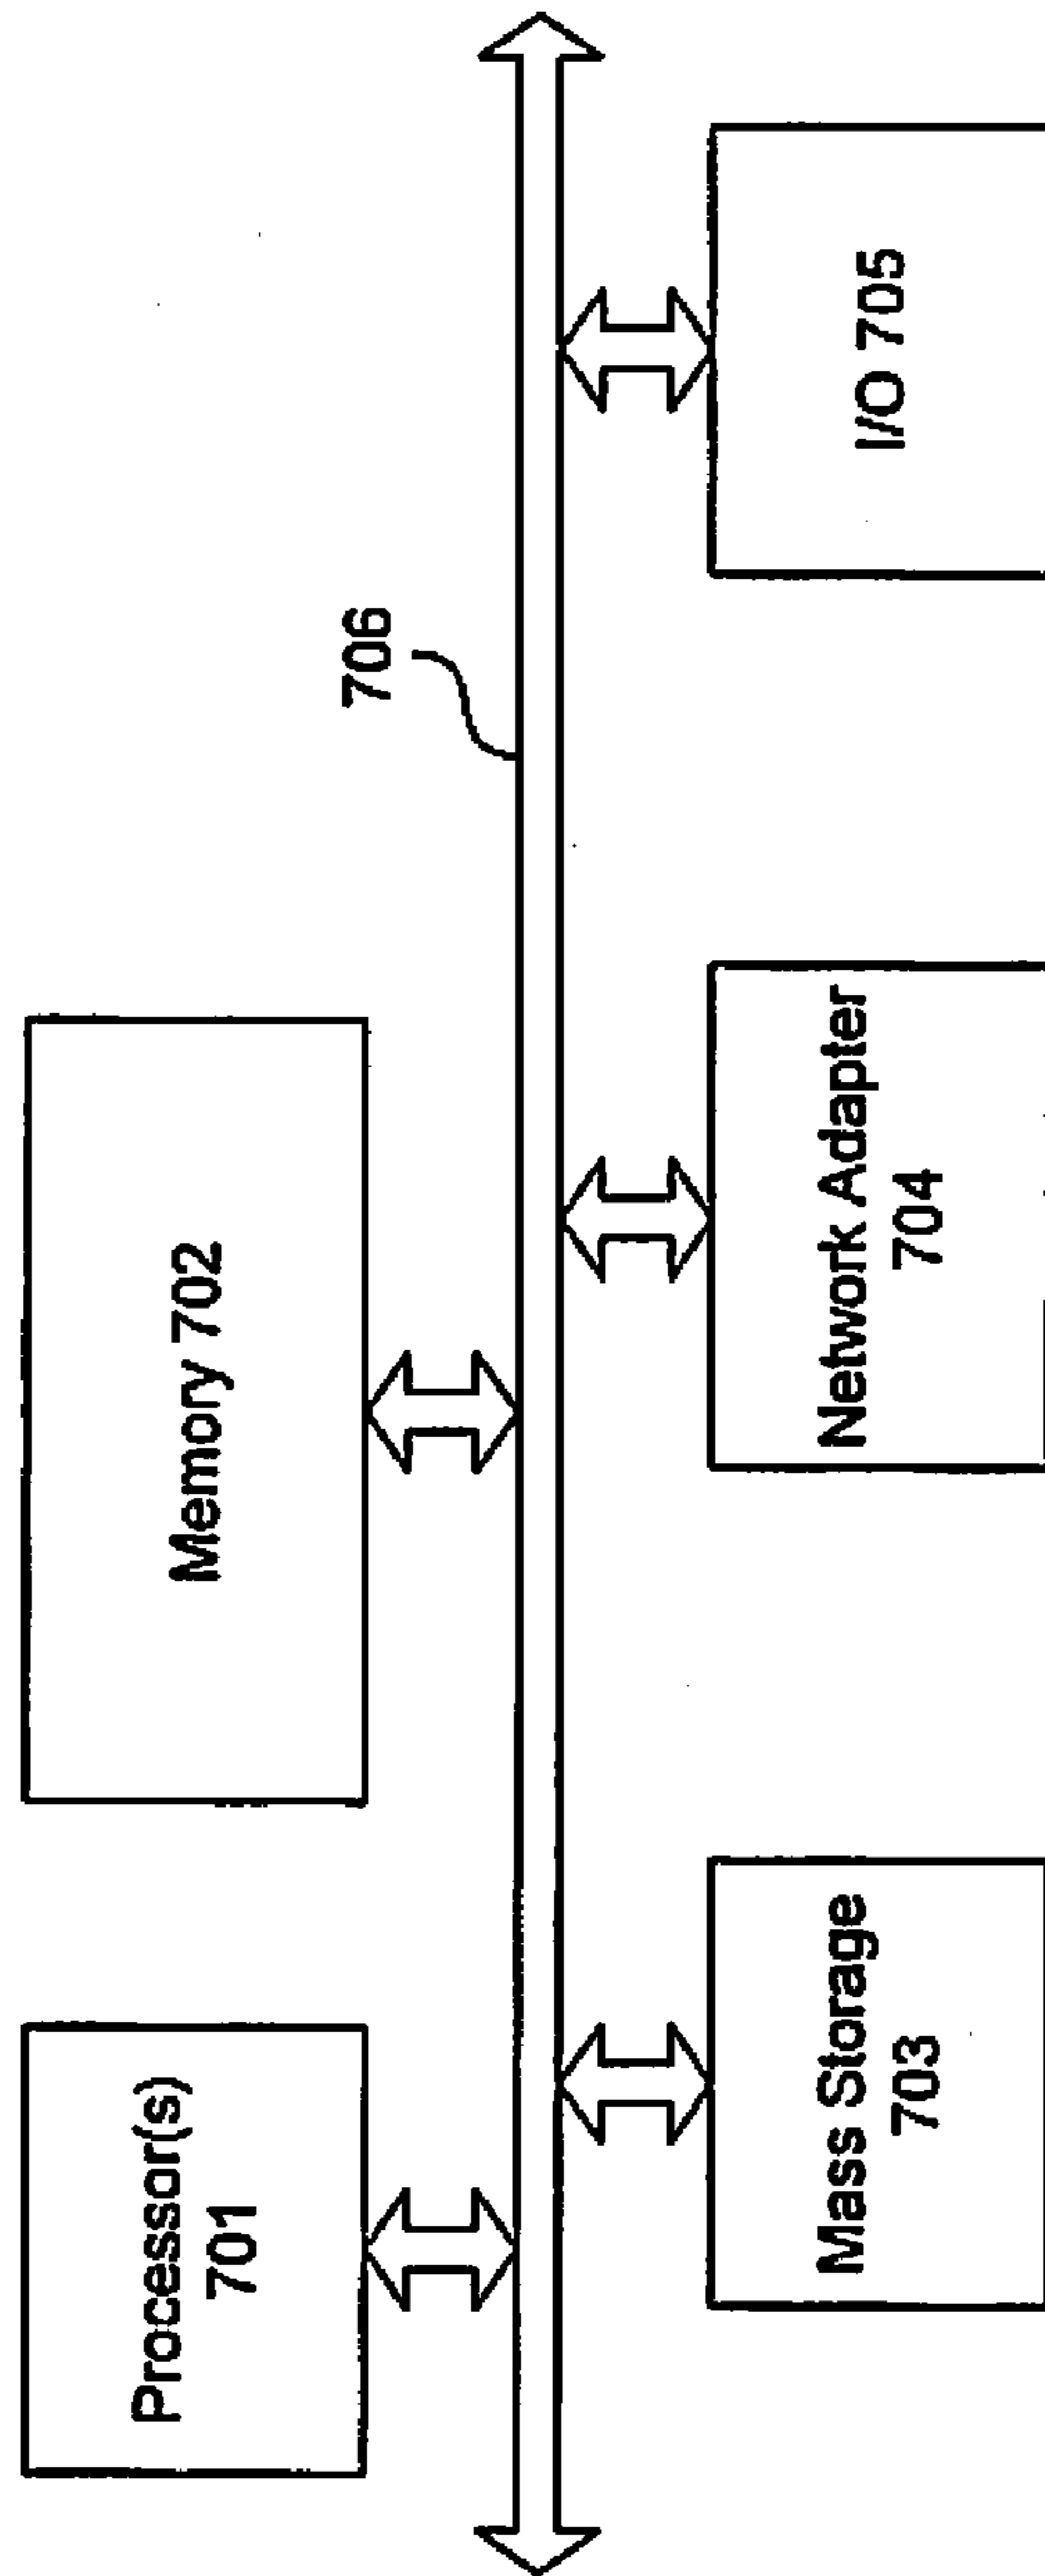 Processor(s)
701
Memory 702
706
Mass Storage
703
Network Adapter
704
I/O 705